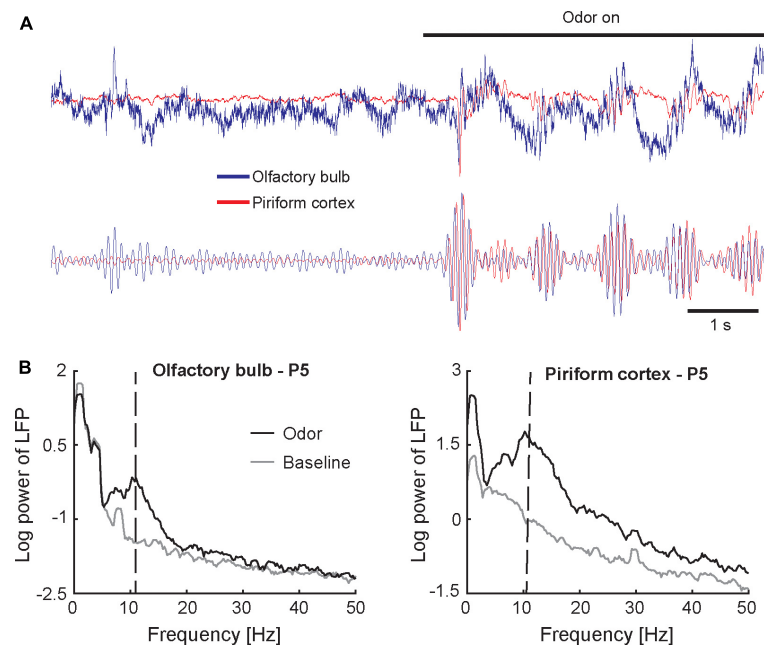 A
Odor on
Olfactory bulb
Piriform cortex
1 s
B
Olfactory bulb - P5
Log power of LFP
2
0.5
-1
-2.5
Odor
Baseline
0 10 20 30 40 50
Frequency [Hz]
Piriform cortex - P5
Log power of LFP
3
1.5
0
-1.5
0 10 20 30 40 50
Frequency [Hz]